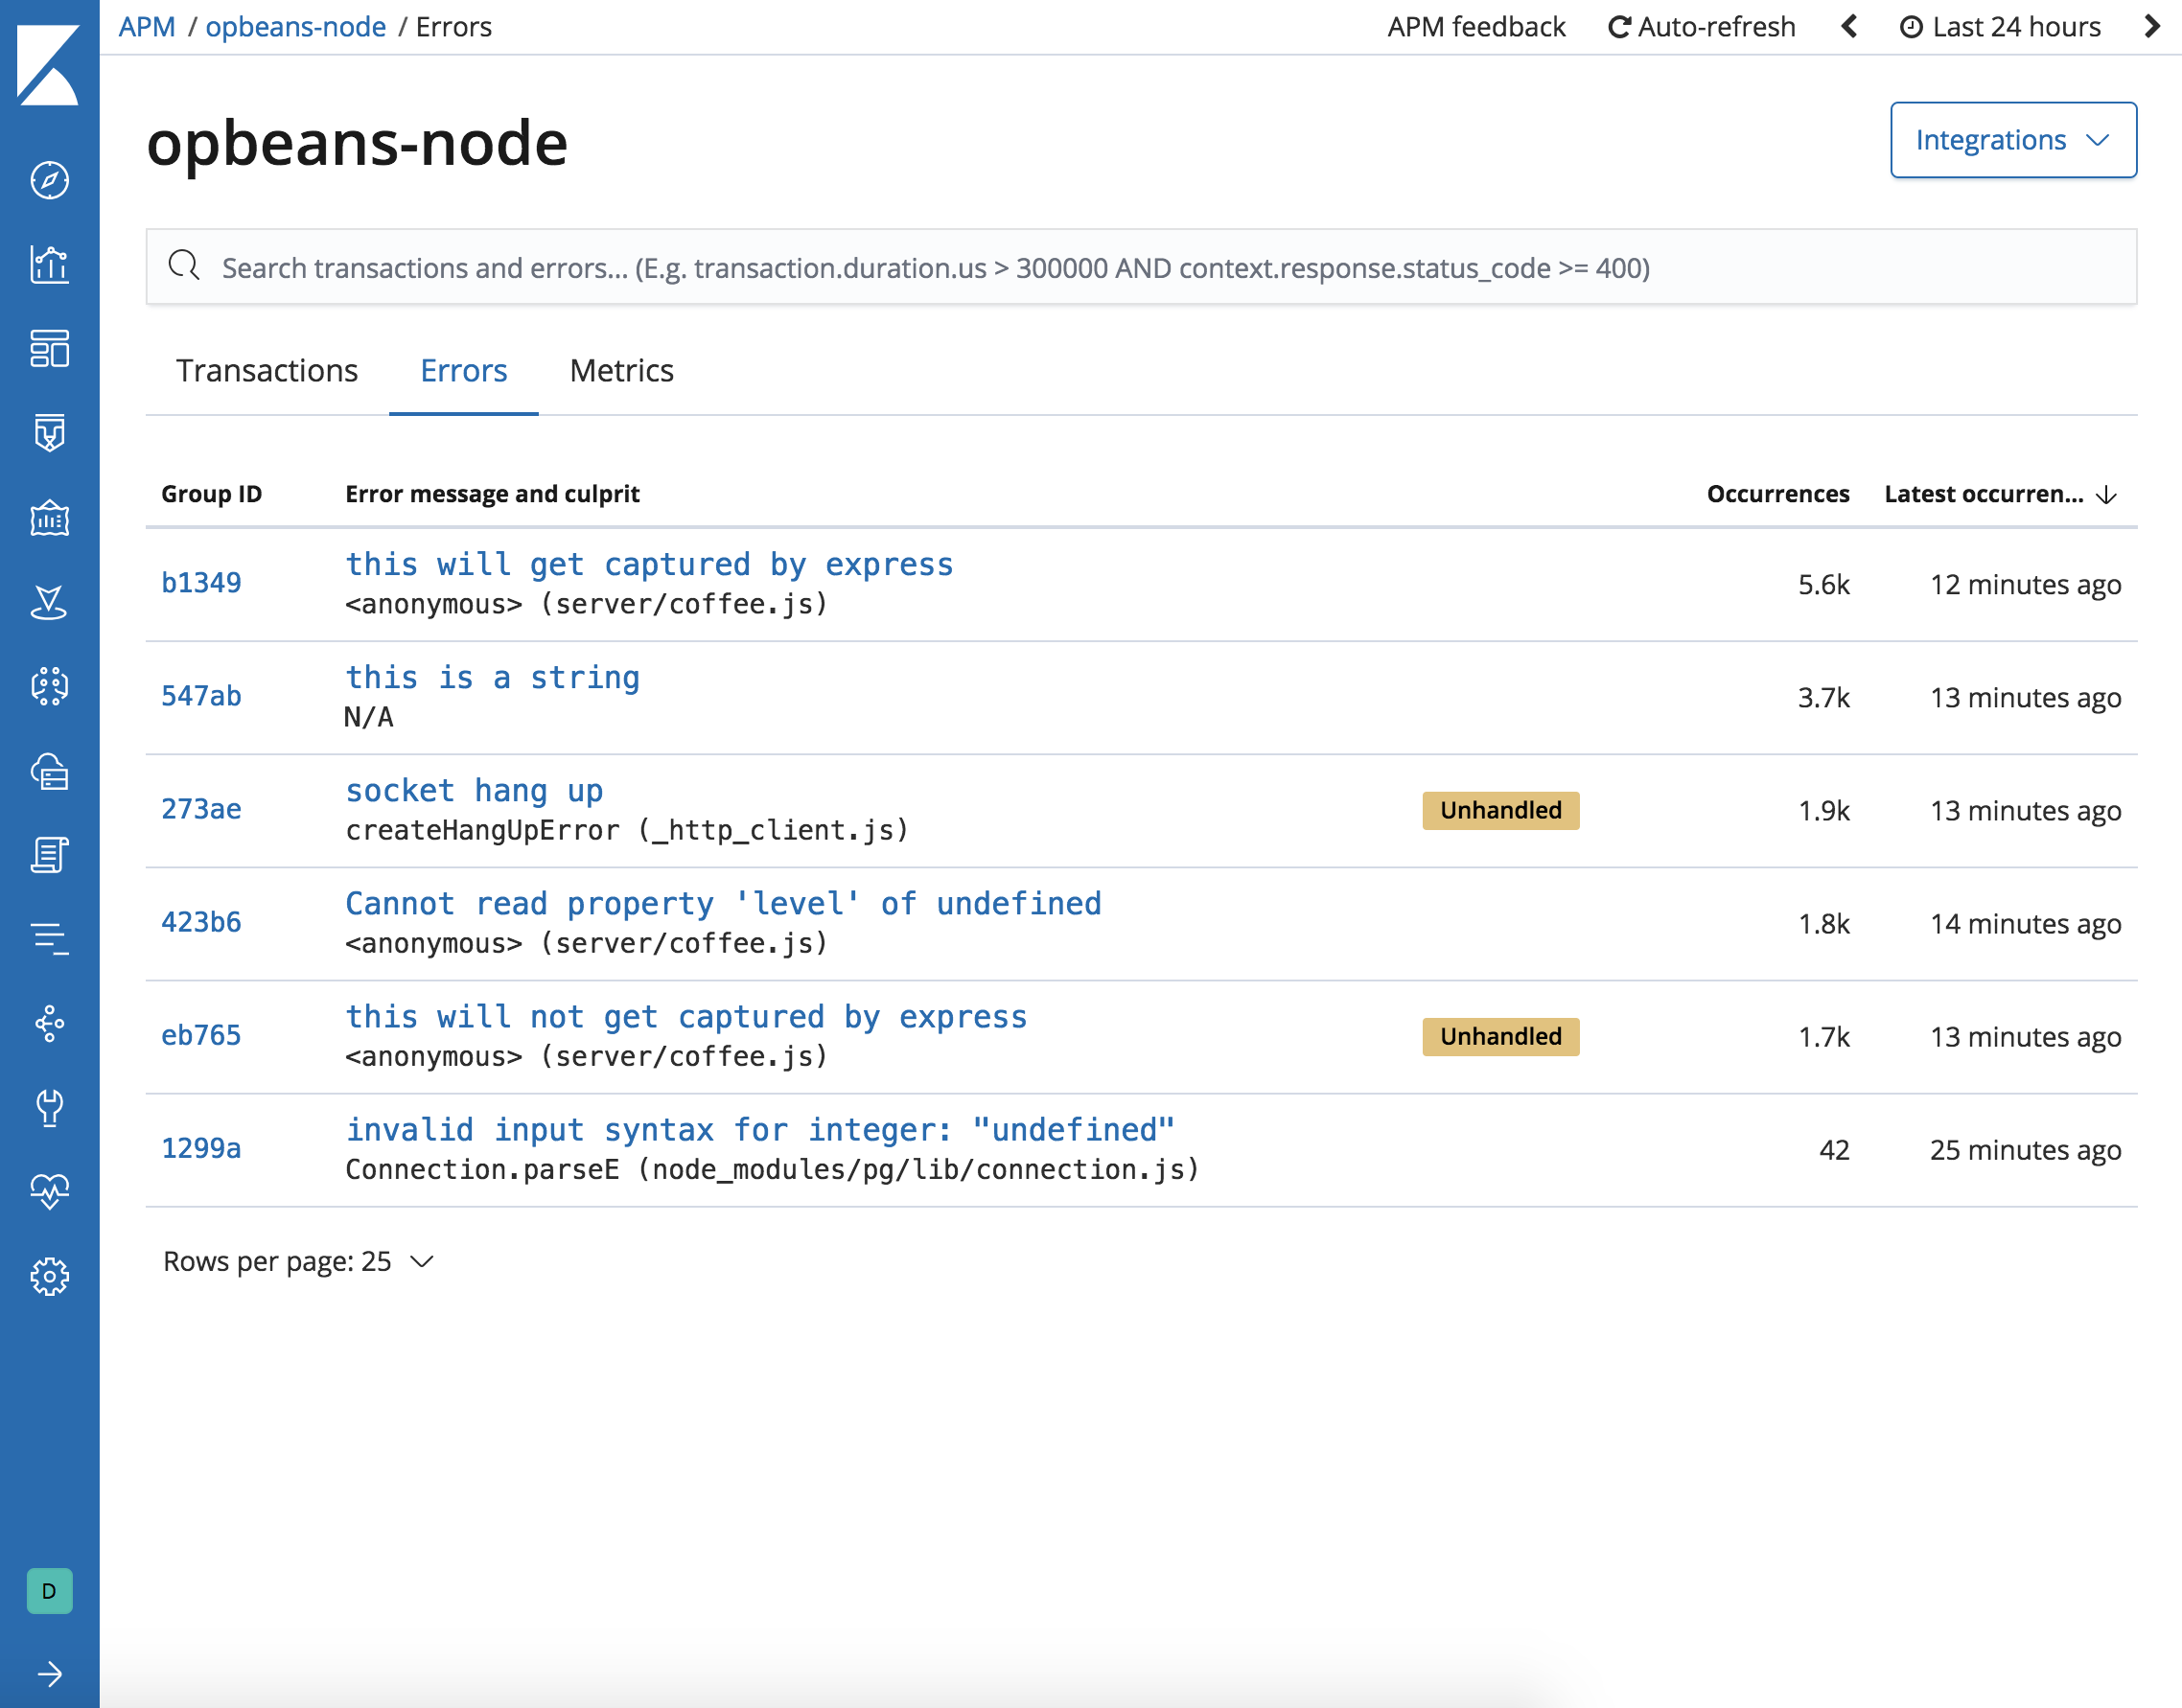 APM / opbeans-node / Errors
APM feedback Auto-refresh Last 24 hours
opbeans-node
Integrations
Search transactions and errors... (E.g. transaction.duration.us > 300000 AND context.response.status_code >= 400)
Transactions Errors Metrics
Group ID Error message and culprit Occurrences Latest occurren...
b1349 this will get captured by express 5.6k 12 minutes ago
<anonymous> (server/coffee.js)
547ab this is a string 3.7k 13 minutes ago
N/A
273ae socket hang up Unhandled 1.9k 13 minutes ago
createHangUpError (_http_client.js)
423b6 Cannot read property 'level' of undefined 1.8k 14 minutes ago
<anonymous> (server/coffee.js)
eb765 this will not get captured by express Unhandled 1.7k 13 minutes ago
<anonymous> (server/coffee.js)
1299a invalid input syntax for integer: "undefined" 42 25 minutes ago
Connection.parseE (node_modules/pg/lib/connection.js)
Rows per page: 25
D